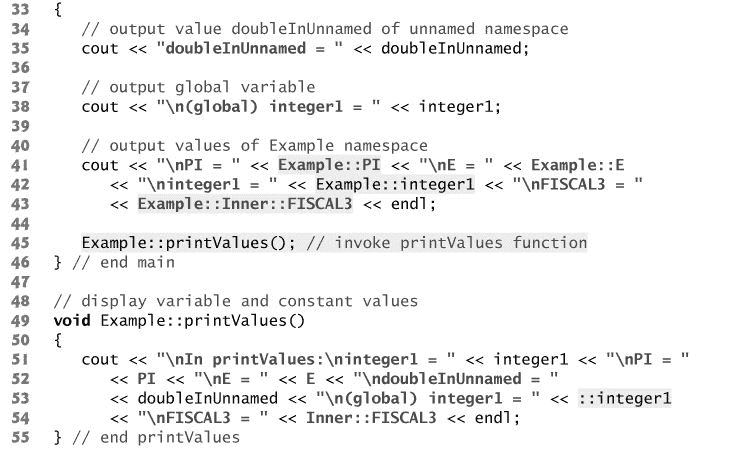 33 {
34    // output value doubleInUnnamed of unnamed namespace
35    cout << "doubleInUnnamed = " << doubleInUnnamed;
36
37    // output global variable
38    cout << "\n(global) integer1 = " << integer1;
39
40    // output values of Example namespace
41    cout << "\nPI = " << Example::PI << "\nE = " << Example::E
42       << "\ninteger1 = " << Example::integer1 << "\nFISCAL3 = "
43       << Example::Inner::FISCAL3 << endl;
44
45    Example::printValues(); // invoke printValues function
46 } // end main
47
48 // display variable and constant values
49 void Example::printValues()
50 {
51    cout << "\nIn printValues:\ninteger1 = " << integer1 << "\nPI = "
52       << PI << "\nE = " << E << "\ndoubleInUnnamed = "
53       << doubleInUnnamed << "\n(global) integer1 = " << ::integer1
54       << "\nFISCAL3 = " << Inner::FISCAL3 << endl;
55 } // end printValues